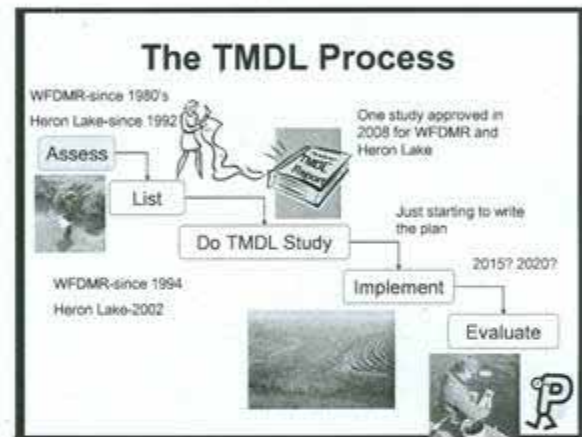 The TMDL Process
WFDMR-since 1980's
Heron Lake-since 1992
One study approved in
2008 for WFDMR and
Heron Lake
Assess
TMDL
Report
List
Just starting to write
the plan
Do TMDL Study
2015? 2020?
WFDMR-since 1994
Implement
Heron Lake-2002
Evaluate
P